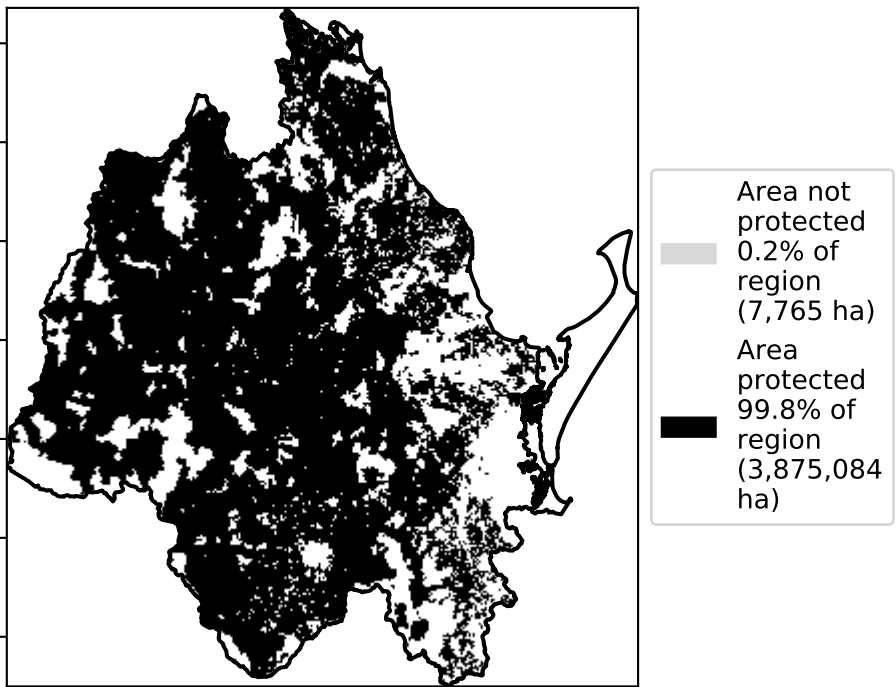 Area not
protected
0.2% of
region
(7,765 ha)
Area
protected
99.8% of
region
(3,875,084
ha)